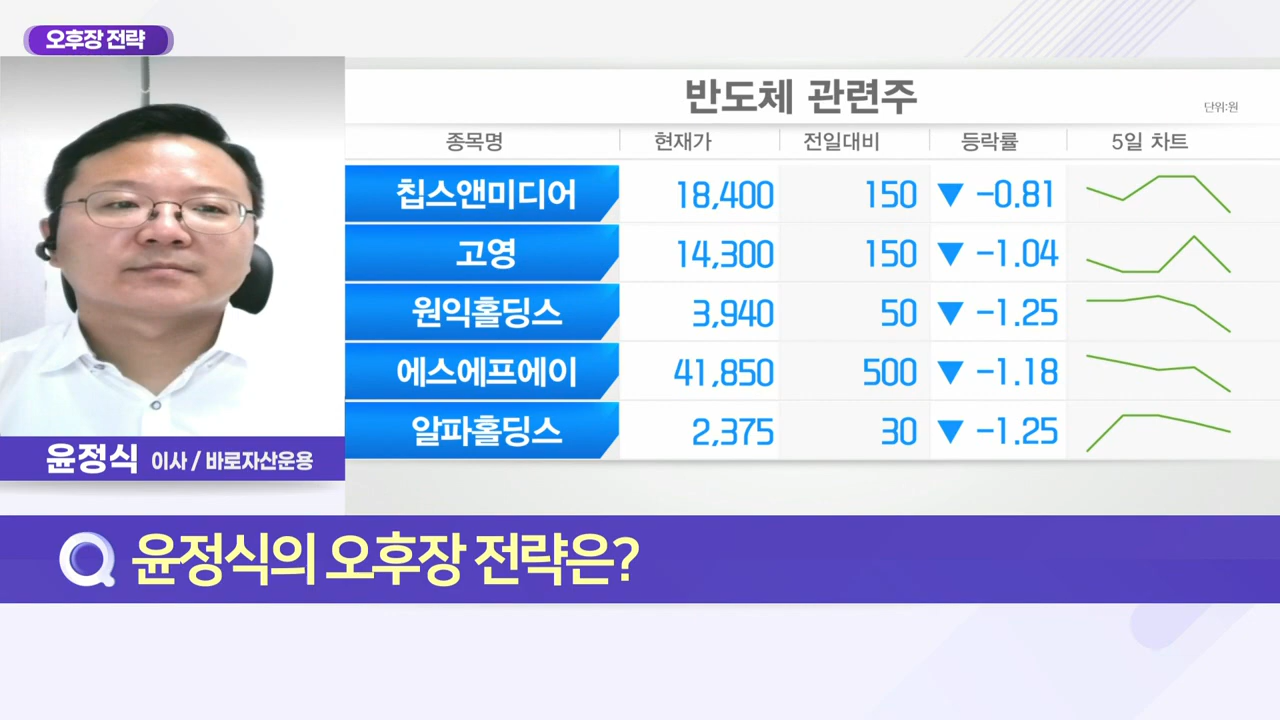 오후장 전략
반도체 관련주
단위:원
종목명 현재가 전일대비 등락률 5일 차트
칩스앤미디어 18,400 150 ▼ -0.81
고영 14,300 150 ▼ -1.04
원익홀딩스 3,940 50 ▼ -1.25
에스에프에이 41,850 500 ▼ -1.18
알파홀딩스 2,375 30 ▼ -1.25
윤정식 이사 / 바로자산운용
Q 윤정식의 오후장 전략은?